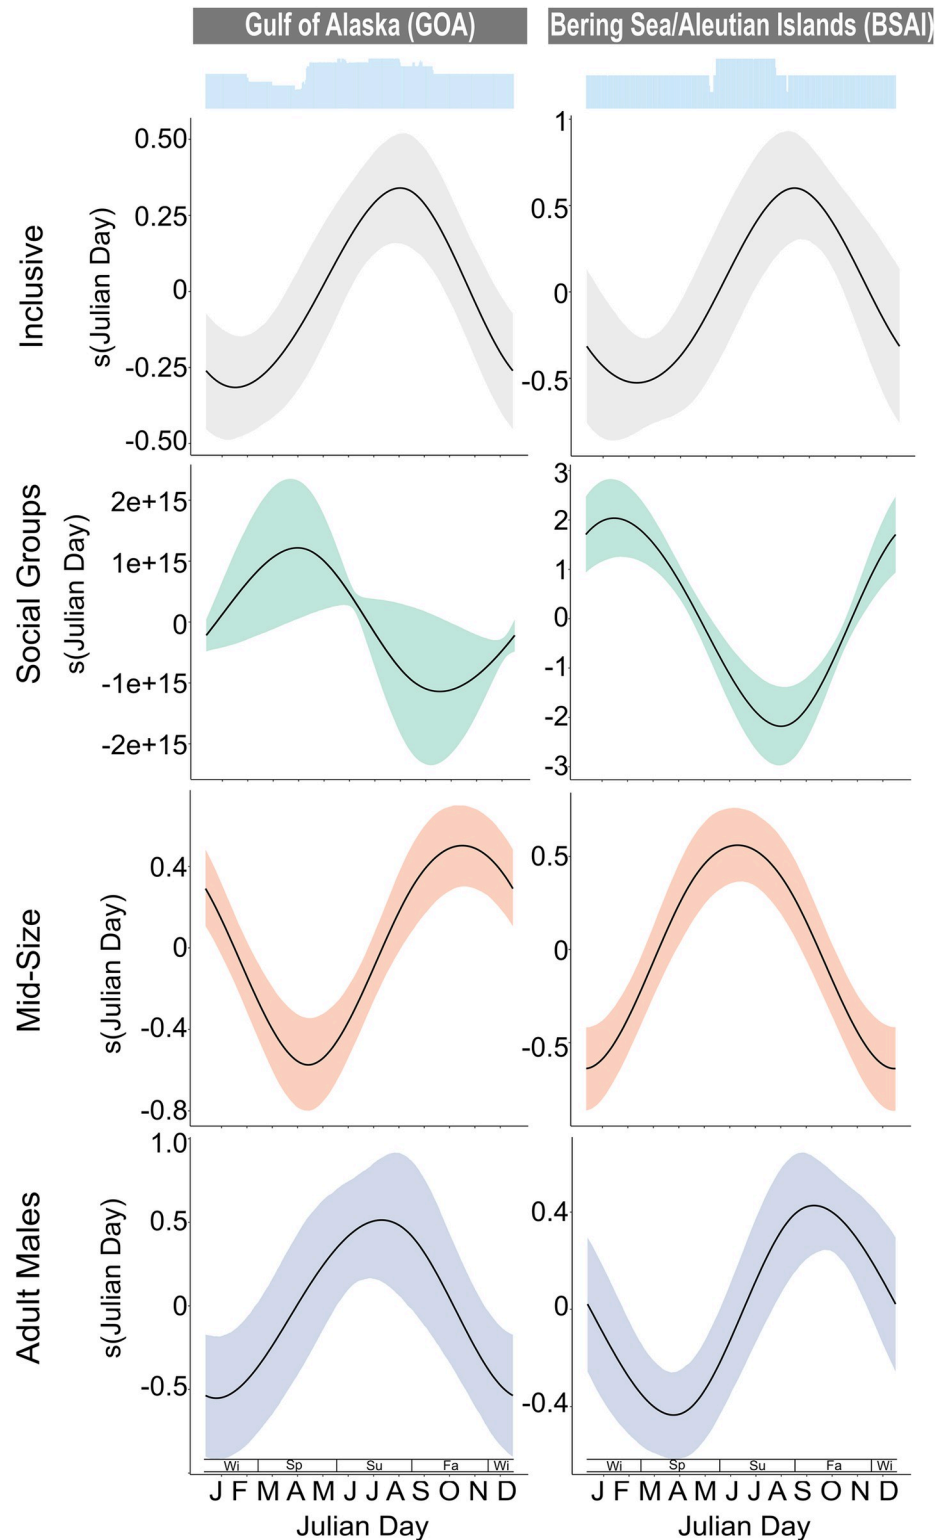 Gulf of Alaska (GOA)
Bering Sea/Aleutian Islands (BSAI)
Inclusive
s(Julian Day)
0.50
0.25
0
-0.25
-0.50
1
0.5
0
-0.5
Social Groups
s(Julian Day)
2e+15
1e+15
0
-1e+15
-2e+15
3
2
1
0
-1
-2
-3
Mid-Size
s(Julian Day)
0.4
0
-0.4
-0.8
0.5
0
-0.5
Adult Males
s(Julian Day)
1.0
0.5
0
-0.5
0.4
0
-0.4
Wi Sp Su Fa Wi
Wi Sp Su Fa Wi
J F M A M J J A S O N D
J F M A M J J A S O N D
Julian Day
Julian Day